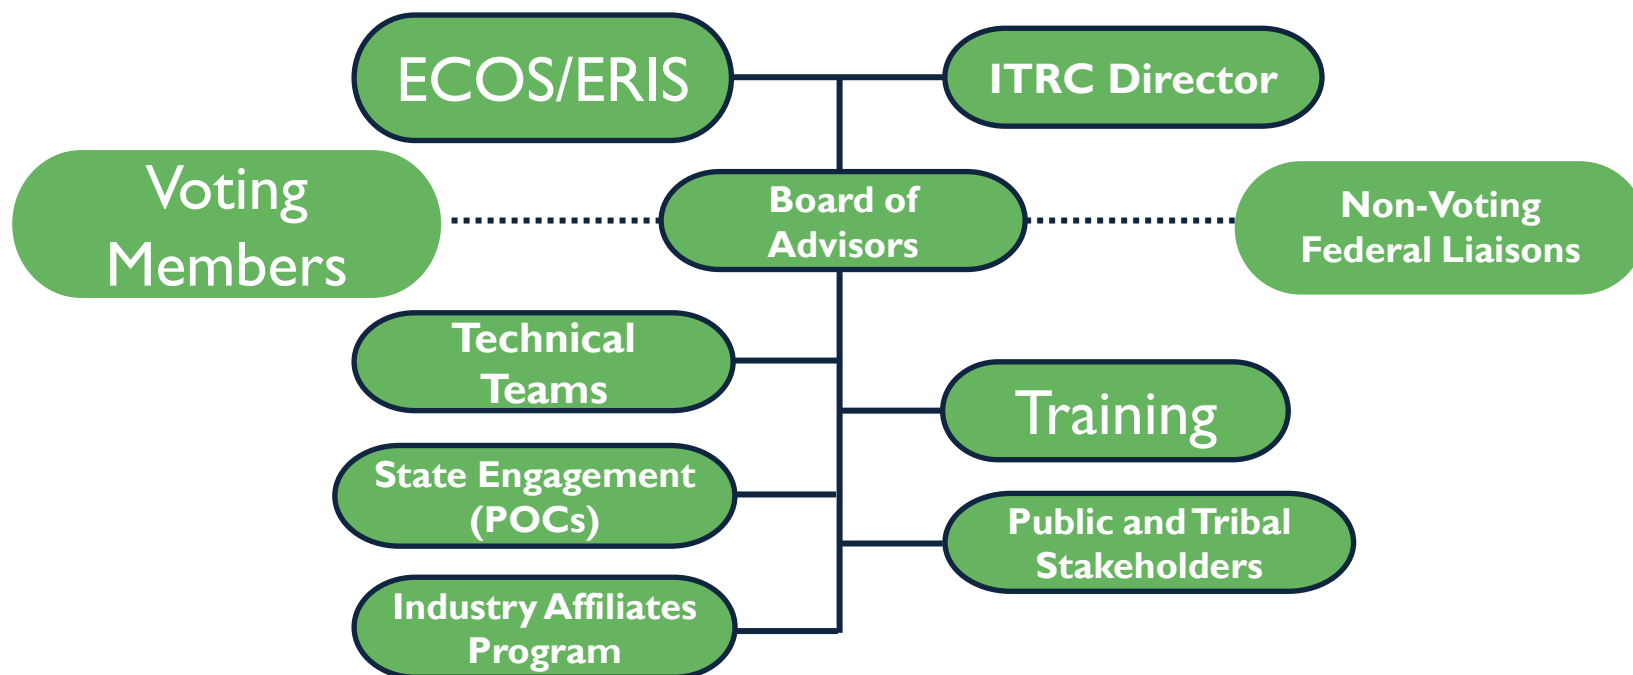 ECOS/ERIS
ITRC Director
Voting
Members
Board of
Advisors
Non-Voting
Federal Liaisons
Technical
Teams
Training
State Engagement
(POCs)
Public and Tribal
Stakeholders
Industry Affiliates
Program